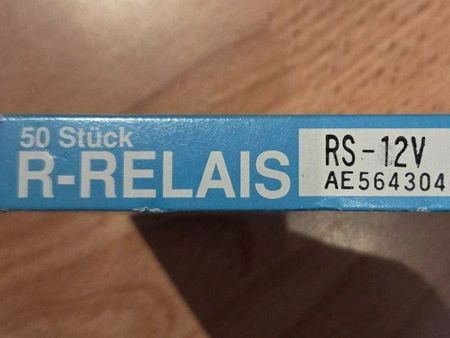 50 Stück
R-RELAIS
RS-12V
AE564304